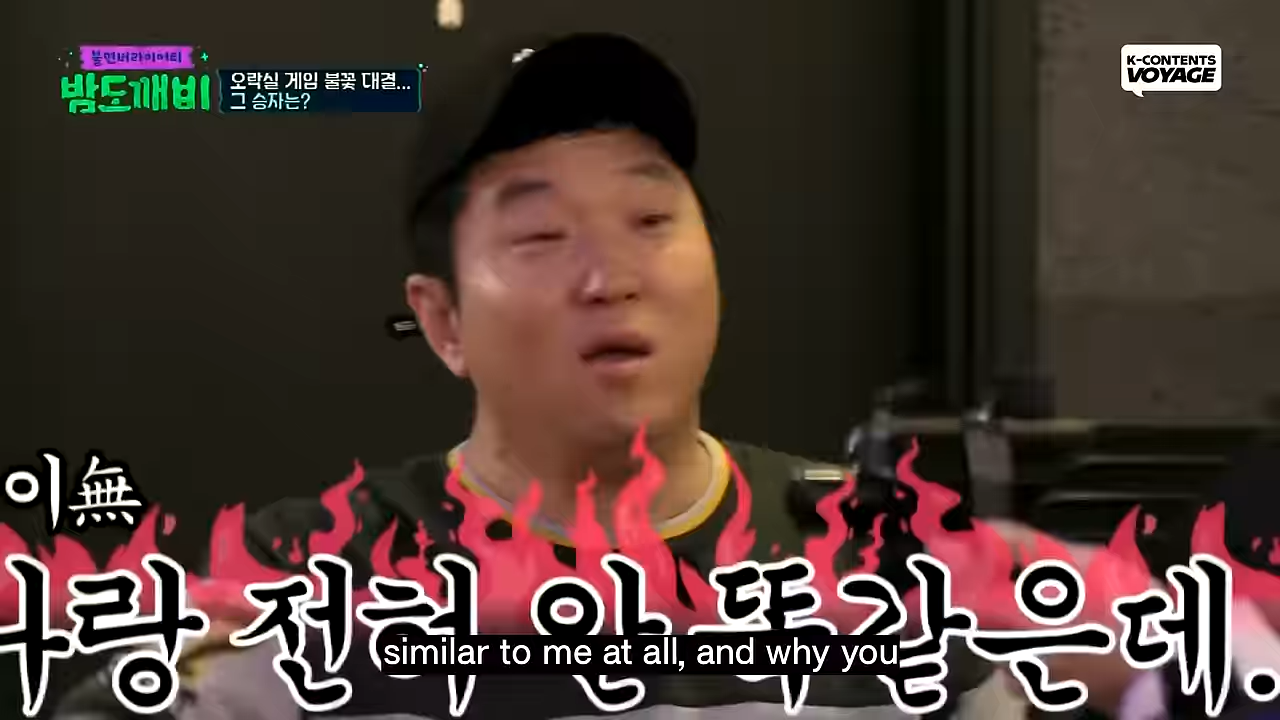 불면버라이어티
밤도깨비
오락실 게임 불꽃 대결...
그 승자는?
K-CONTENTS
VOYAGE
이無
나랑 전혀 안 똑같은데.
similar to me at all, and why you